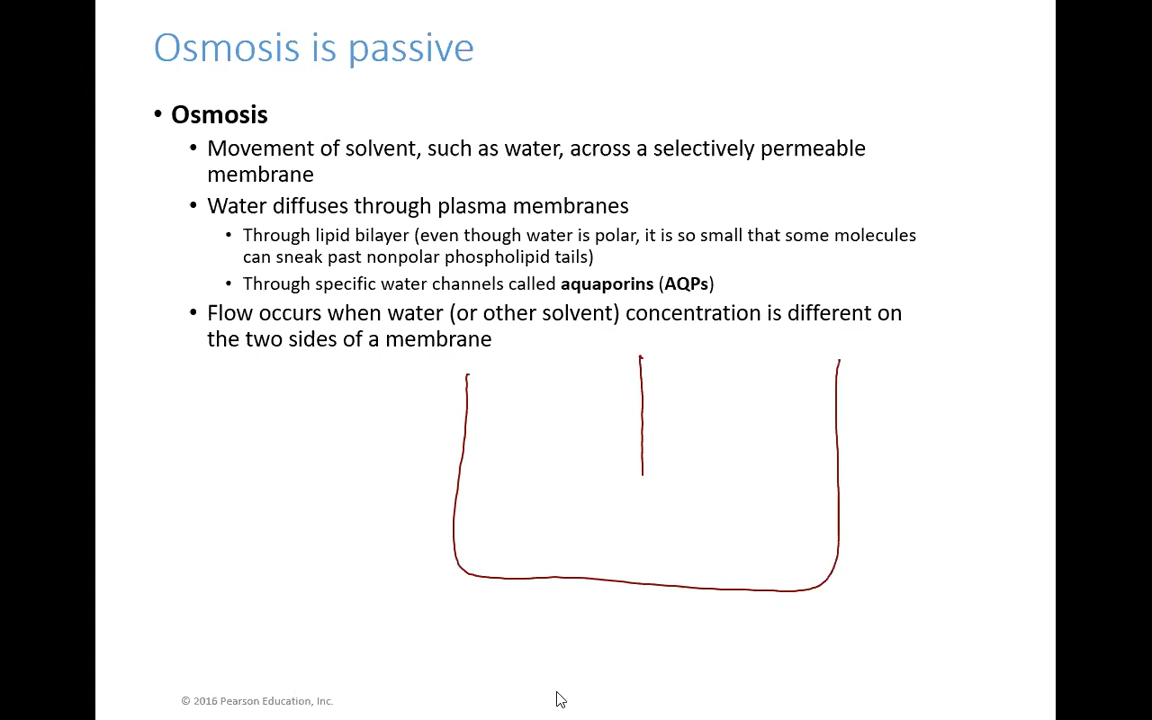 Osmosis is passive
• Osmosis
• Movement of solvent, such as water, across a selectively permeable
membrane
• Water diffuses through plasma membranes
• Through lipid bilayer (even though water is polar, it is so small that some molecules
can sneak past nonpolar phospholipid tails)
• Through specific water channels called aquaporins (AQPs)
• Flow occurs when water (or other solvent) concentration is different on
the two sides of a membrane
© 2016 Pearson Education, Inc.